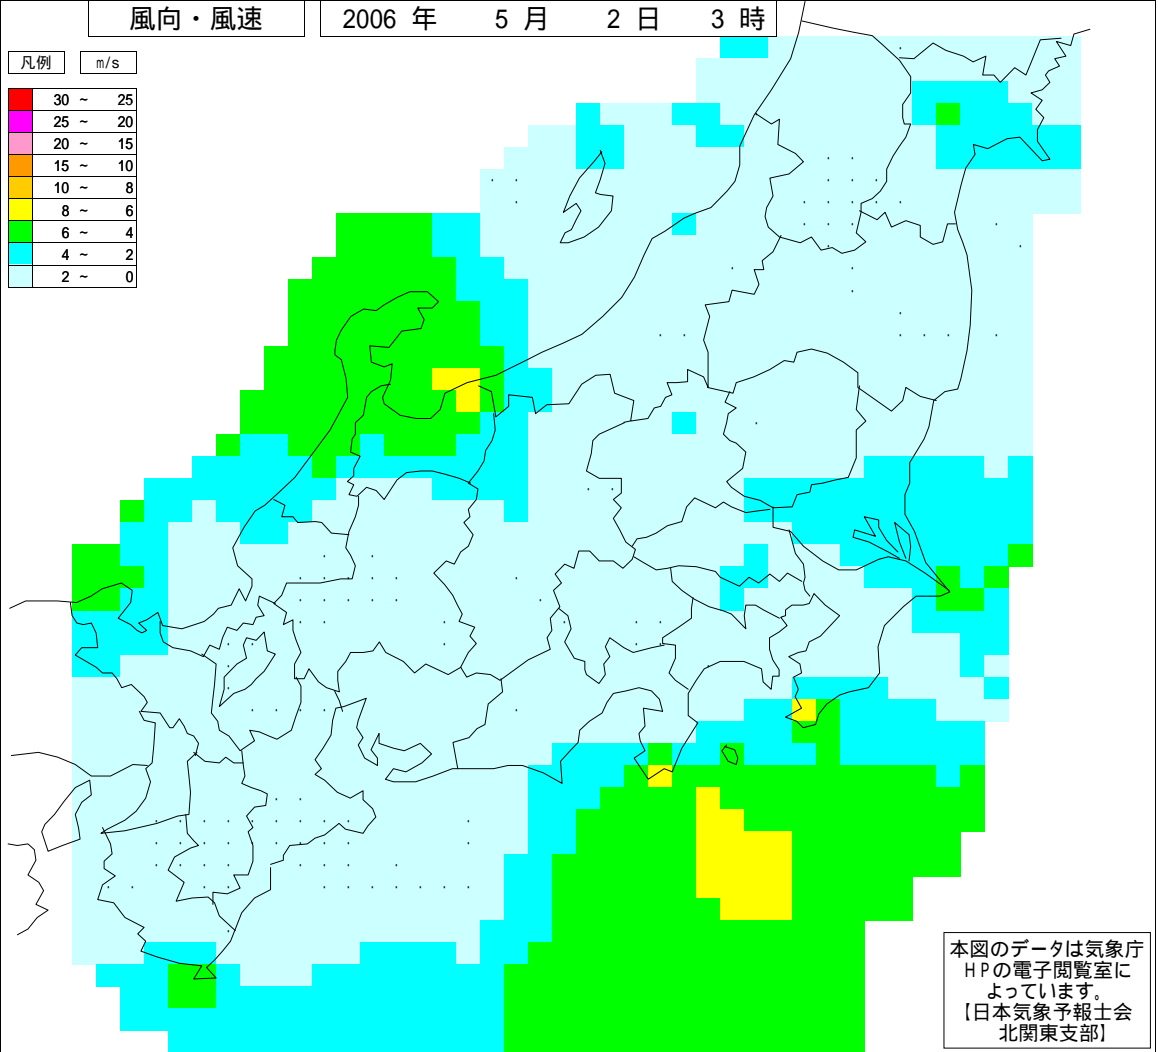 風向・風速
2006 年 5 月 2 日 3 時
凡例 m/s
30 ~ 25
25 ~ 20
20 ~ 15
15 ~ 10
10 ~ 8
8 ~ 6
6 ~ 4
4 ~ 2
2 ~ 0
本図のデータは気象庁
HPの電子閲覧室に
よっています。
【日本気象予報士会
北関東支部】